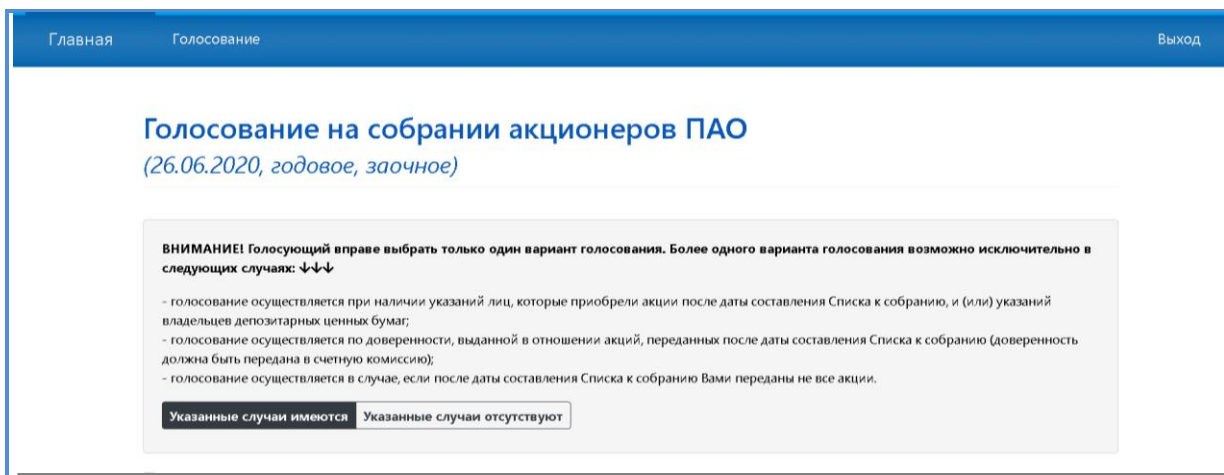 Главная Голосование Выход
Голосование на собрании акционеров ПАО
(26.06.2020, годовое, заочное)
ВНИМАНИЕ! Голосующий вправе выбрать только один вариант голосования. Более одного варианта голосования возможно исключительно в
следующих случаях: ↓↓↓
- голосование осуществляется при наличии указаний лиц, которые приобрели акции после даты составления Списка к собранию, и (или) указаний
владельцев депозитарных ценных бумаг;
- голосование осуществляется по доверенности, выданной в отношении акций, переданных после даты составления Списка к собранию (доверенность
должна быть передана в счетную комиссию);
- голосование осуществляется в случае, если после даты составления Списка к собранию Вами переданы не все акции.
Указанные случаи имеются Указанные случаи отсутствуют